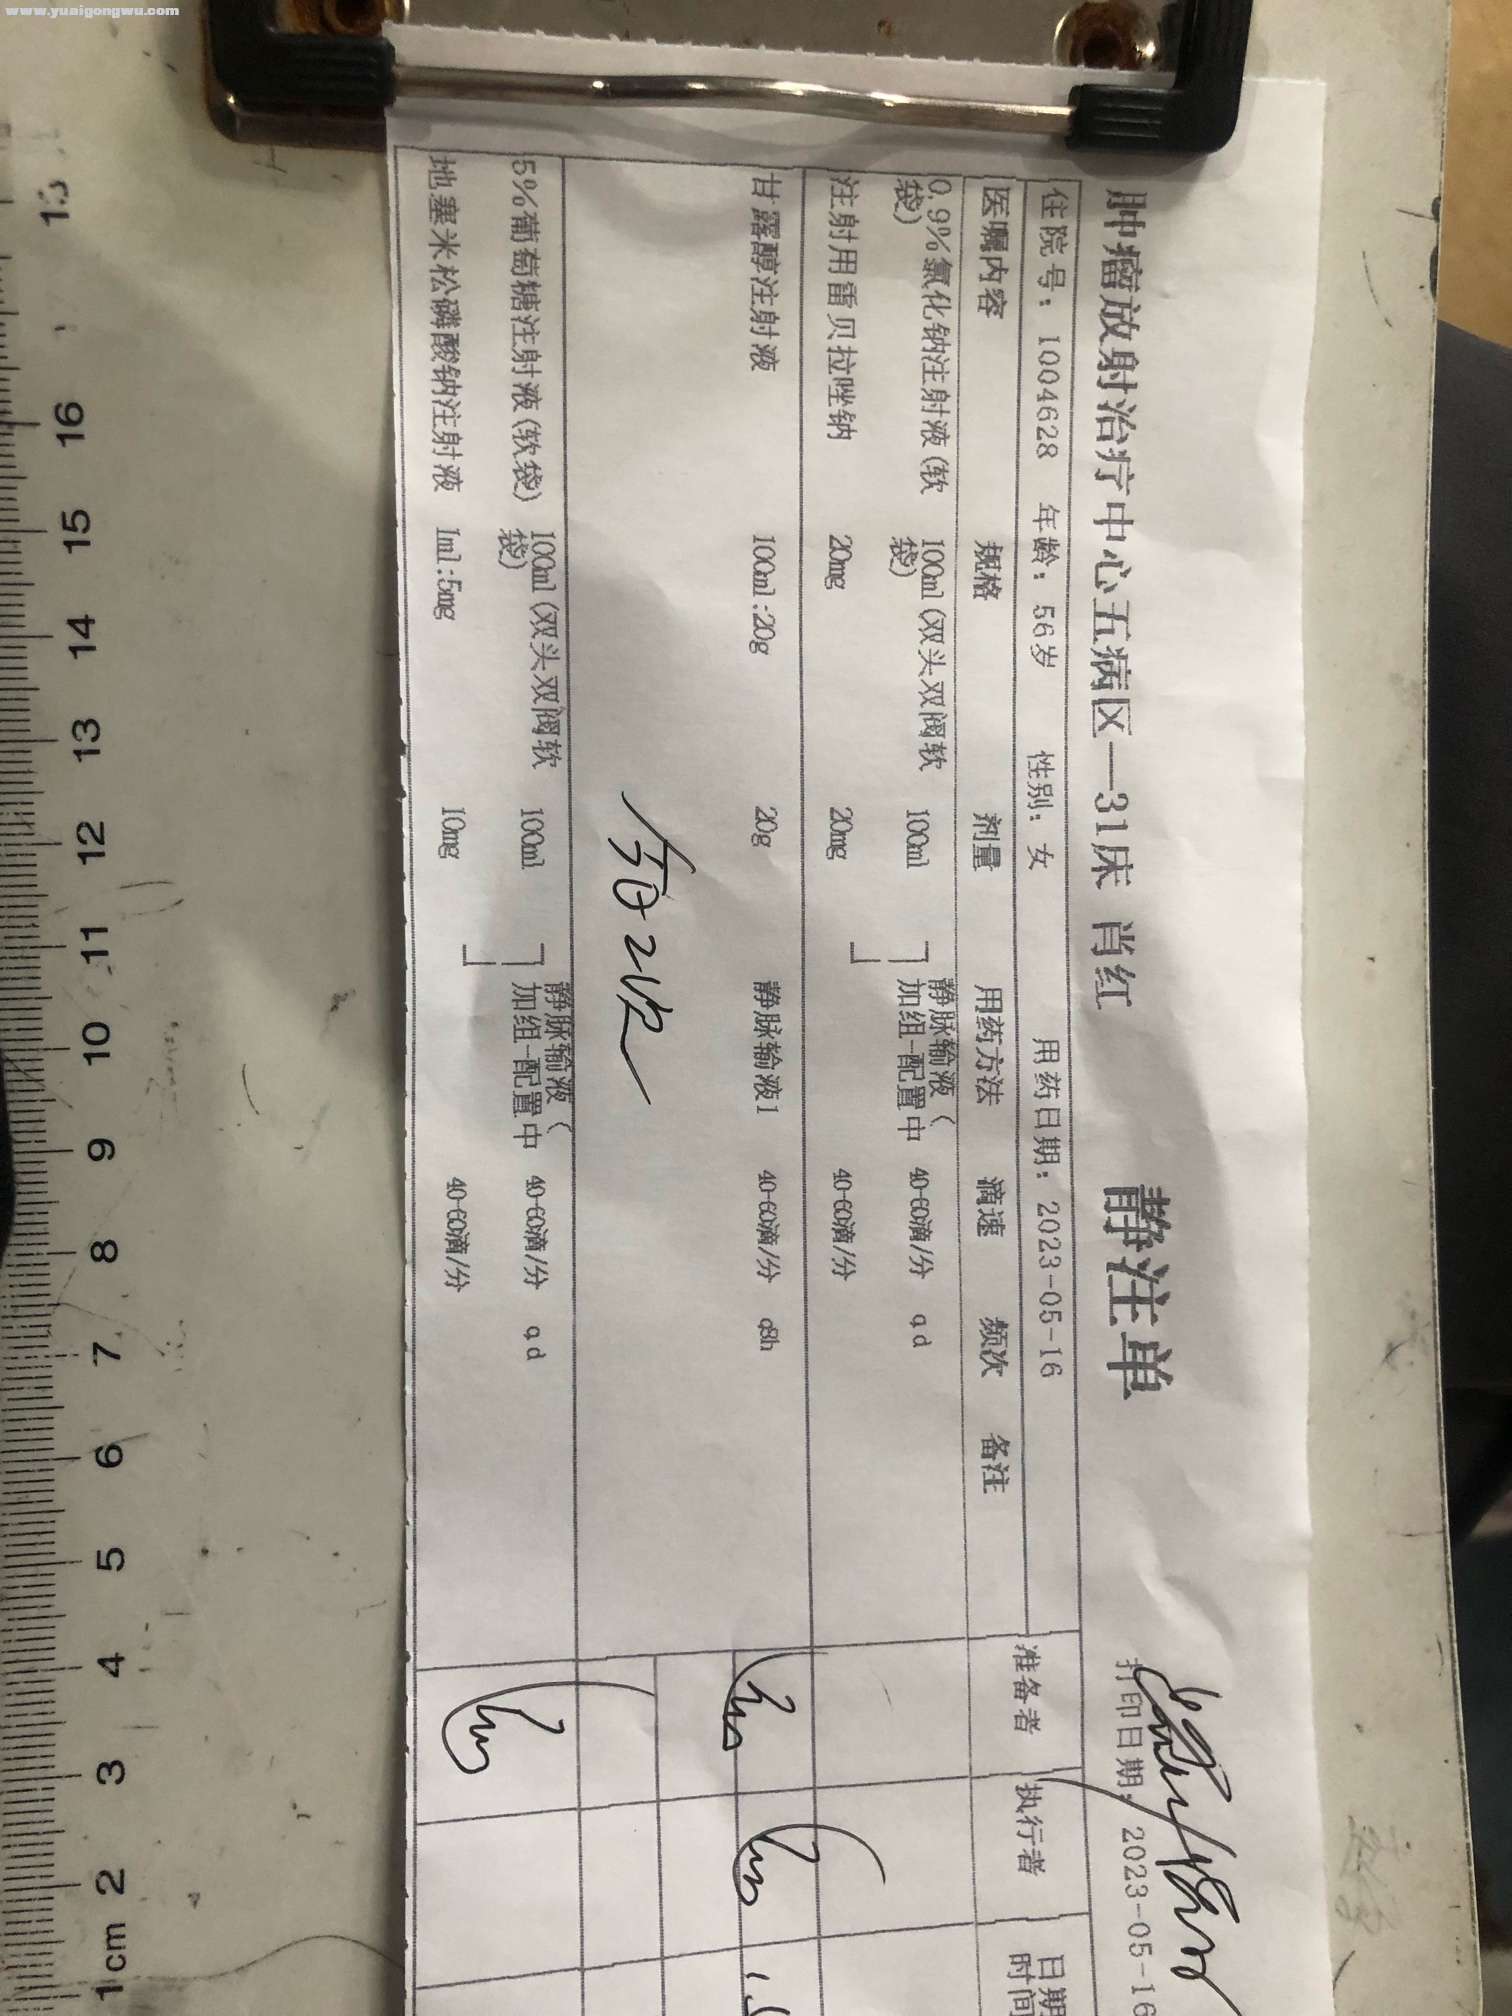 www.yuaigongwu.com
肿瘤放射治疗中心五病区—31床 肖红 静注单
打印日期: 2023-05-16
住院号: 1004628 年龄: 56岁 性别: 女 用药日期: 2023-05-16
医嘱内容 规格 剂量 用药方法 滴速 频次 备注 准备者 执行者 日期
时间
0.9%氯化钠注射液(软 100ml(双头双阀软 100ml 静脉输液( 40-60滴/分 q.d
袋) 袋) 加组-配置中
注射用雷贝拉唑钠 20mg 20mg 40-60滴/分
甘露醇注射液 100ml:20g 20g 静脉输液1 40-60滴/分 q8h
今日2次
5%葡萄糖注射液(软袋) 100ml(双头双阀软 100ml 静脉输液( 40-60滴/分 q.d
袋) 加组-配置中
地塞米松磷酸钠注射液 1ml:5mg 10mg 40-60滴/分
16 15 14 13 12 11 10 9 8 7 6 5 4 3 2 1cm